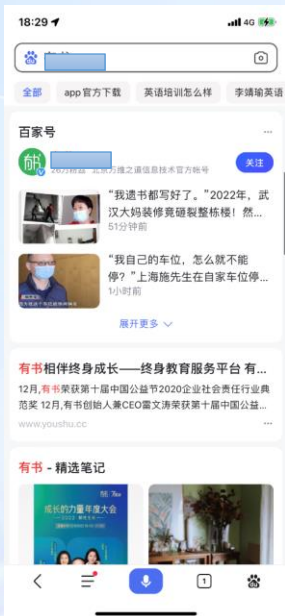 18:29
4G
全部
app官方下载
英语培训怎么样
李靖瑜英语
百家号
有书
关注
26万粉丝 北京万维之道信息技术官方帐号
“我遗书都写好了。”2022年，武
汉大妈装修竟砸裂整栋楼！然...
51分钟前
“我自己的车位，怎么就不能
停？”上海施先生在自家车位停...
1小时前
展开更多
有书相伴终身成长——终身教育服务平台 有...
12月,有书荣获第十届中国公益节2020企业社会责任行业典
范奖 12月,有书创始人兼CEO雷文涛荣获第十届中国公益...
www.youshu.cc
有书 - 精选笔记
成长的力量年度大会
1